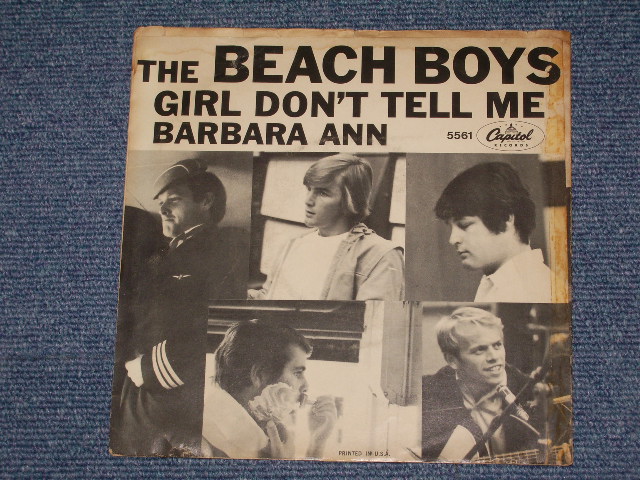 THE BEACH BOYS
GIRL DON'T TELL ME
BARBARA ANN
5561 Capitol RECORDS
PRINTED IN U.S.A.